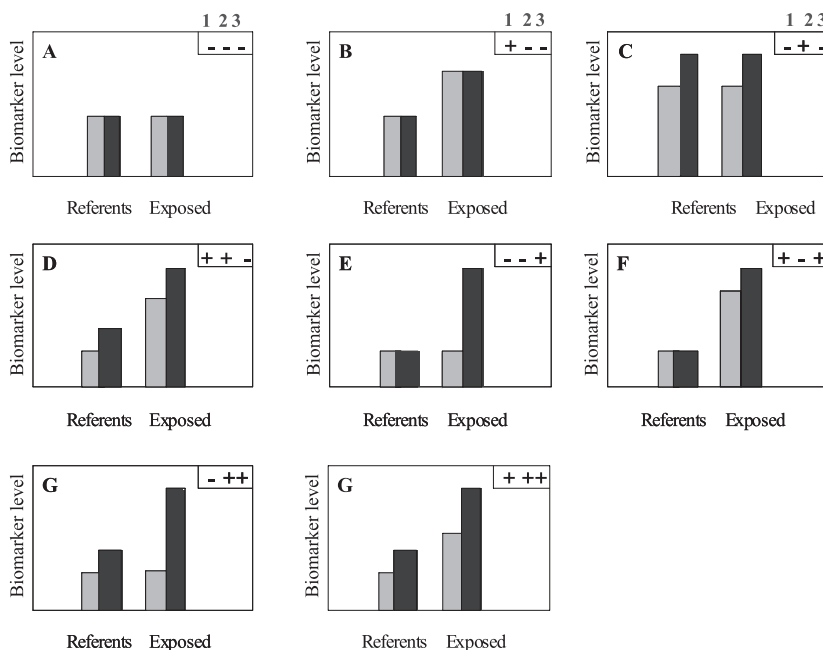 1 2 3
1 2 3
1 2 3
A
- - -
Biomarker level
Referents Exposed
B
+ - -
Biomarker level
Referents Exposed
C
- + -
Biomarker level
Referents Exposed
D
+ + -
Biomarker level
Referents Exposed
E
- - +
Biomarker level
Referents Exposed
F
+ - +
Biomarker level
Referents Exposed
G
- ++
Biomarker level
Referents Exposed
G
+ ++
Biomarker level
Referents Exposed